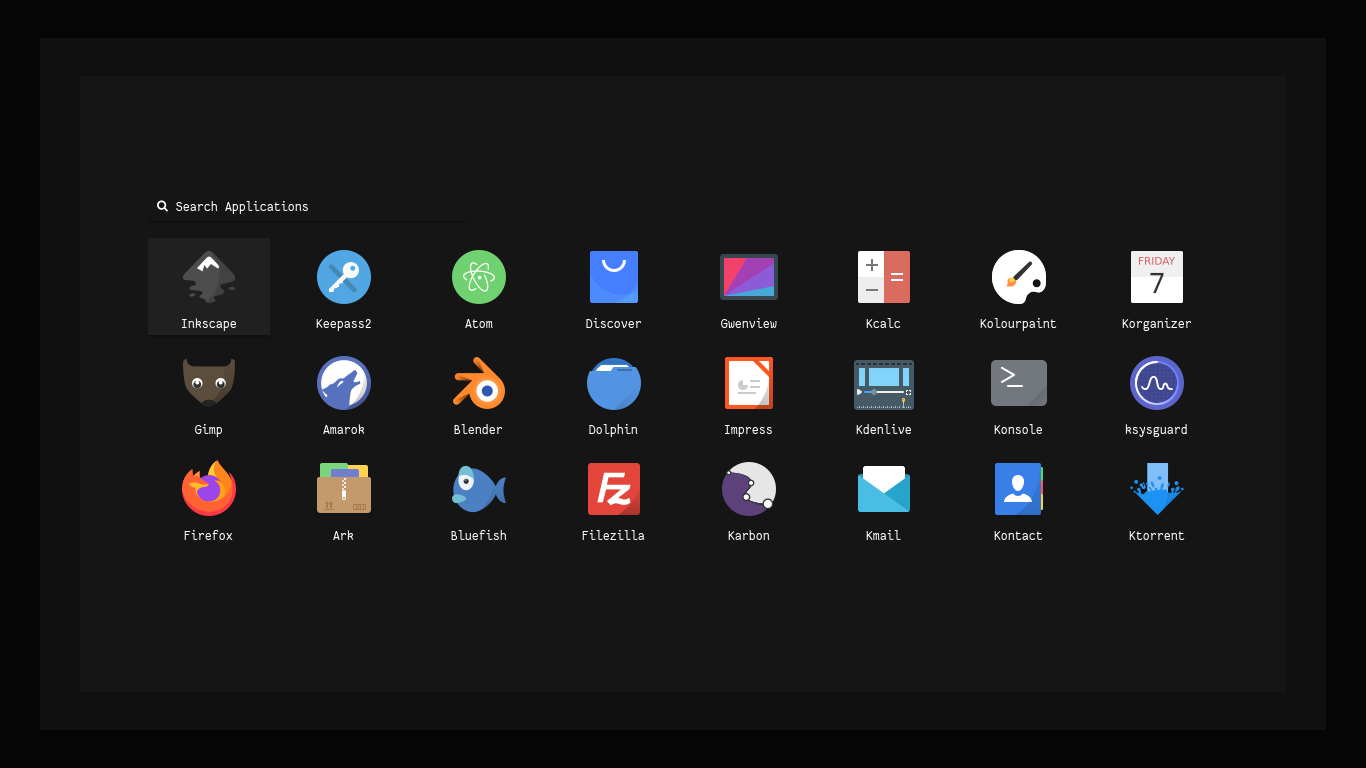 Search Applications
Inkscape Keepass2 Atom Discover Gwenview Kcalc Kolourpaint FRIDAY 7 Korganizer
Gimp Amarok Blender Dolphin Impress Kdenlive Konsole ksysguard
Firefox Ark Bluefish Fz Filezilla Karbon Kmail Kontact Ktorrent